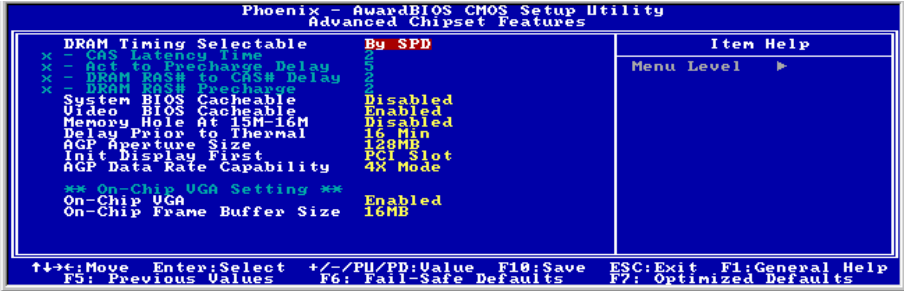 Phoenix - AwardBIOS CMOS Setup Utility
Advanced Chipset Features
DRAM Timing Selectable By SPD
x - CAS Latency Time 2
x - Act to Precharge Delay 5
x - DRAM RAS# to CAS# Delay 2
x - DRAM RAS# Precharge 2
System BIOS Cacheable Disabled
Video BIOS Cacheable Enabled
Memory Hole At 15M-16M Disabled
Delay Prior to Thermal 16 Min
AGP Aperture Size 128MB
Init Display First PCI Slot
AGP Data Rate Capability 4X Mode
** On-Chip VGA Setting **
On-Chip VGA Enabled
On-Chip Frame Buffer Size 16MB
Item Help
Menu Level ▶
↑↓→←:Move Enter:Select +/-/PU/PD:Value F10:Save ESC:Exit F1:General Help
F5: Previous Values F6: Fail-Safe Defaults F7: Optimized Defaults